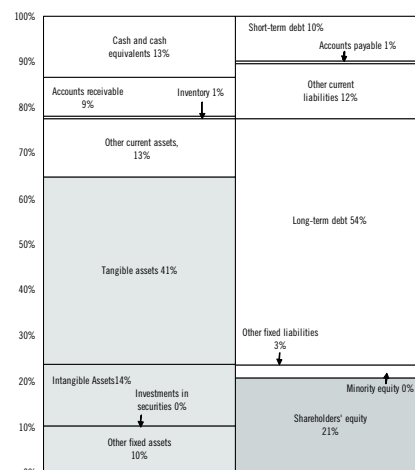 100%
90%
80%
70%
60%
50%
40%
30%
20%
10%
0%
Cash and cash
equivalents 13%
Accounts receivable
9%
Inventory 1%
Other current assets,
13%
Tangible assets 41%
Intangible Assets14%
Investments in
securities 0%
Other fixed assets
10%
Short-term debt 10%
Accounts payable 1%
Other current
liabilities 12%
Long-term debt 54%
Other fixed liabilities
3%
Minority equity 0%
Shareholders' equity
21%